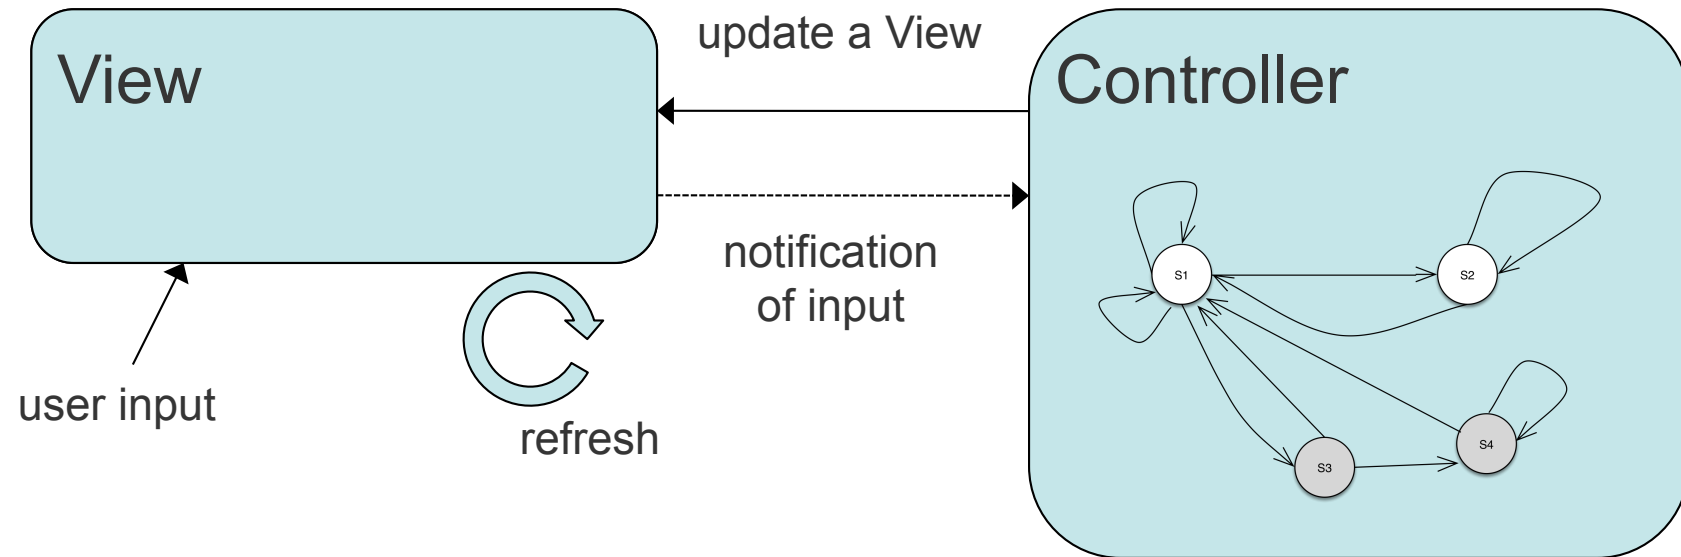 View
update a View
Controller
notification
of input
user input
refresh
S1
S2
S3
S4